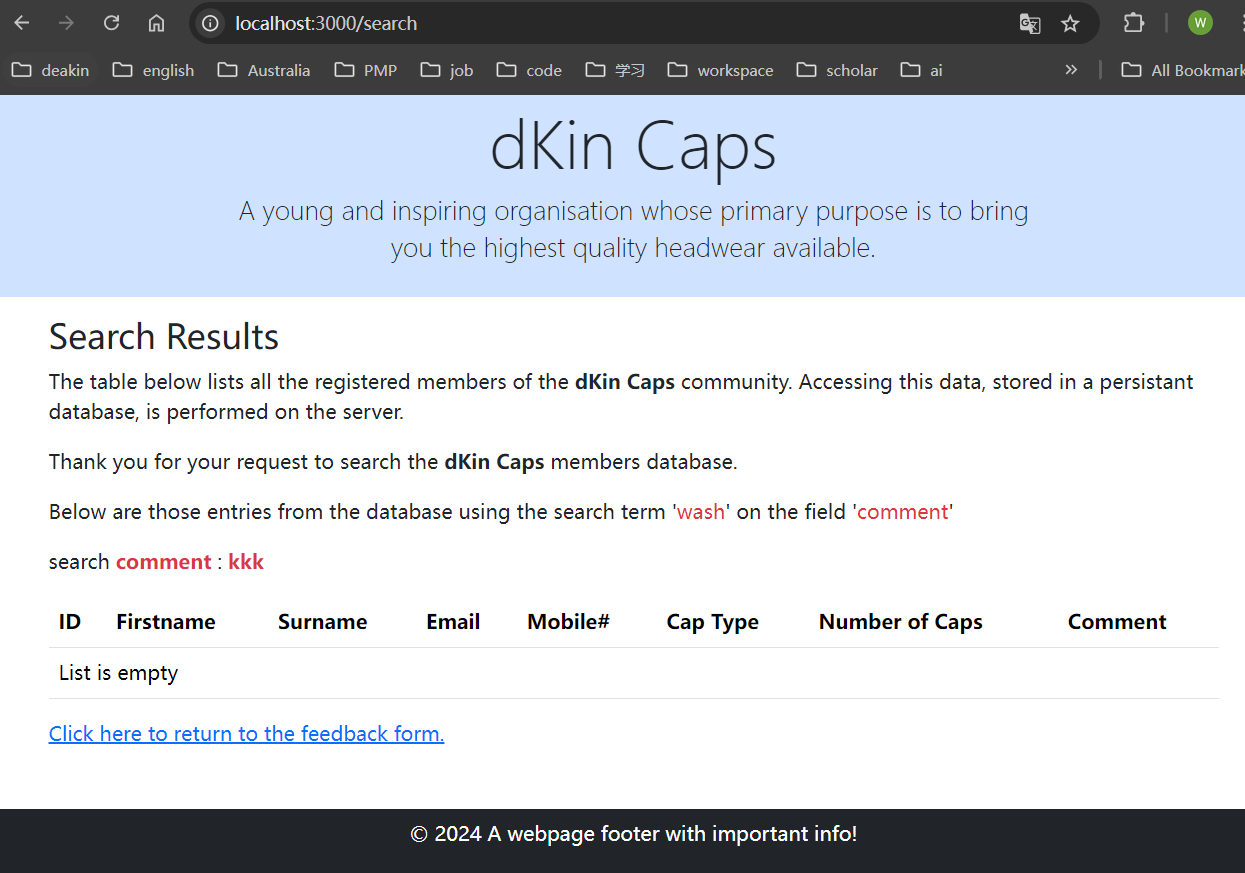 localhost:3000/search
W
deakin
english
Australia
PMP
job
code
学习
workspace
scholar
ai
»
All Bookmark
dKin Caps
A young and inspiring organisation whose primary purpose is to bring
you the highest quality headwear available.
Search Results
The table below lists all the registered members of the dKin Caps community. Accessing this data, stored in a persistant
database, is performed on the server.
Thank you for your request to search the dKin Caps members database.
Below are those entries from the database using the search term 'wash' on the field 'comment'
search comment : kkk
ID Firstname Surname Email Mobile# Cap Type Number of Caps Comment
List is empty
Click here to return to the feedback form.
© 2024 A webpage footer with important info!